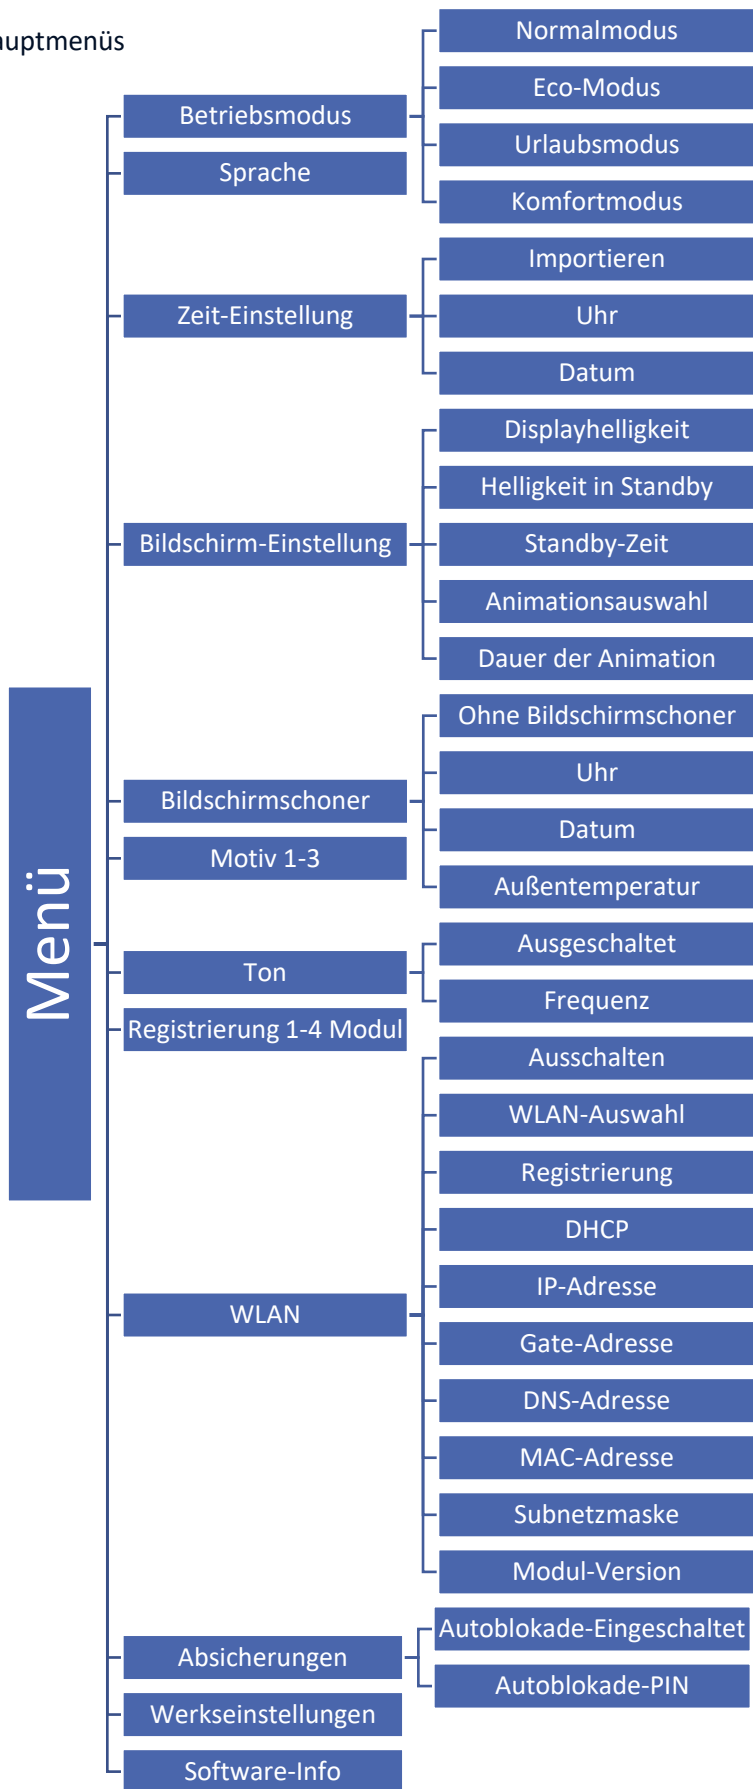 auptmenüs
Menü
Betriebsmodus
Normalmodus
Eco-Modus
Urlaubsmodus
Komfortmodus
Sprache
Zeit-Einstellung
Importieren
Uhr
Datum
Bildschirm-Einstellung
Displayhelligkeit
Helligkeit in Standby
Standby-Zeit
Animationsauswahl
Dauer der Animation
Bildschirmschoner
Ohne Bildschirmschoner
Uhr
Datum
Außentemperatur
Motiv 1-3
Ton
Ausgeschaltet
Frequenz
Registrierung 1-4 Modul
WLAN
Ausschalten
WLAN-Auswahl
Registrierung
DHCP
IP-Adresse
Gate-Adresse
DNS-Adresse
MAC-Adresse
Subnetzmaske
Modul-Version
Absicherungen
Autoblokade-Eingeschaltet
Autoblokade-PIN
Werkseinstellungen
Software-Info